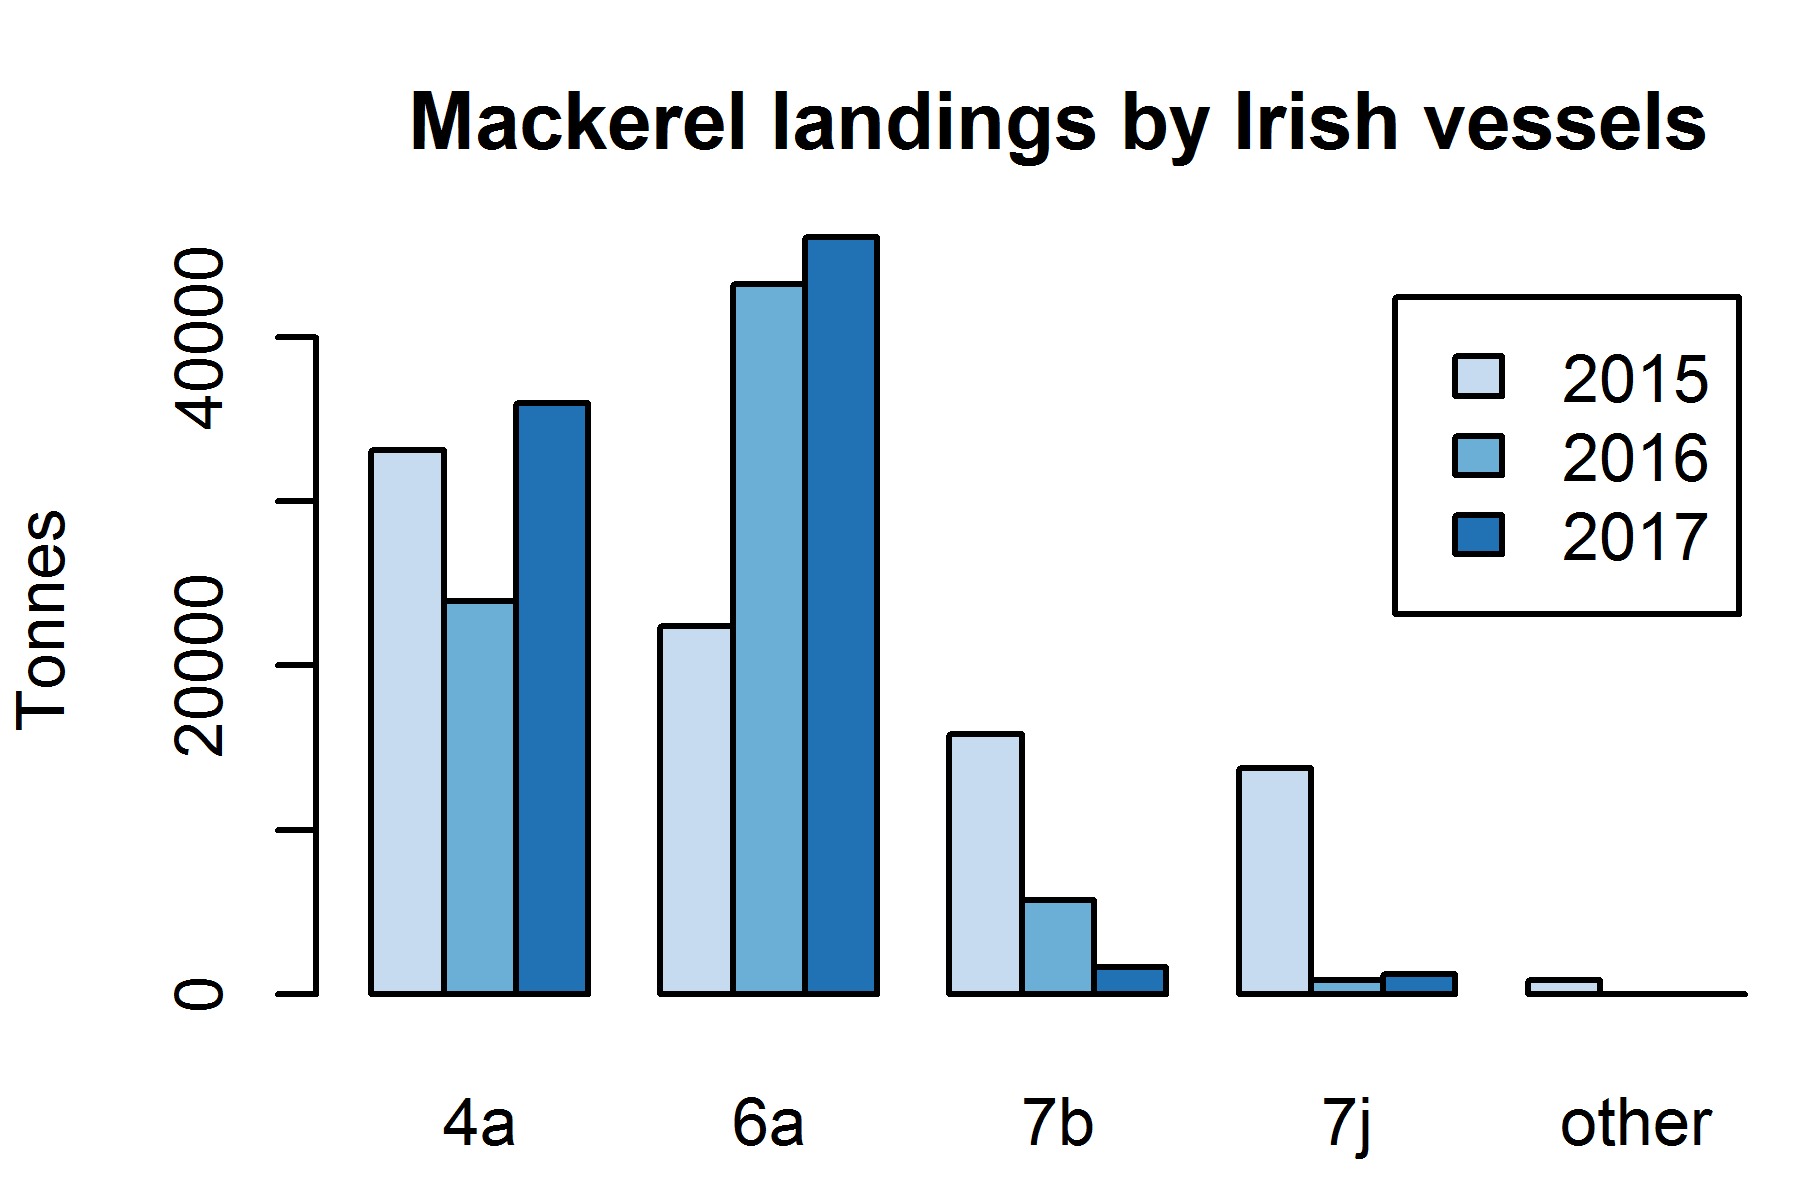 Mackerel landings by Irish vessels
Tonnes
40000
20000
0
2015
2016
2017
4a 6a 7b 7j other